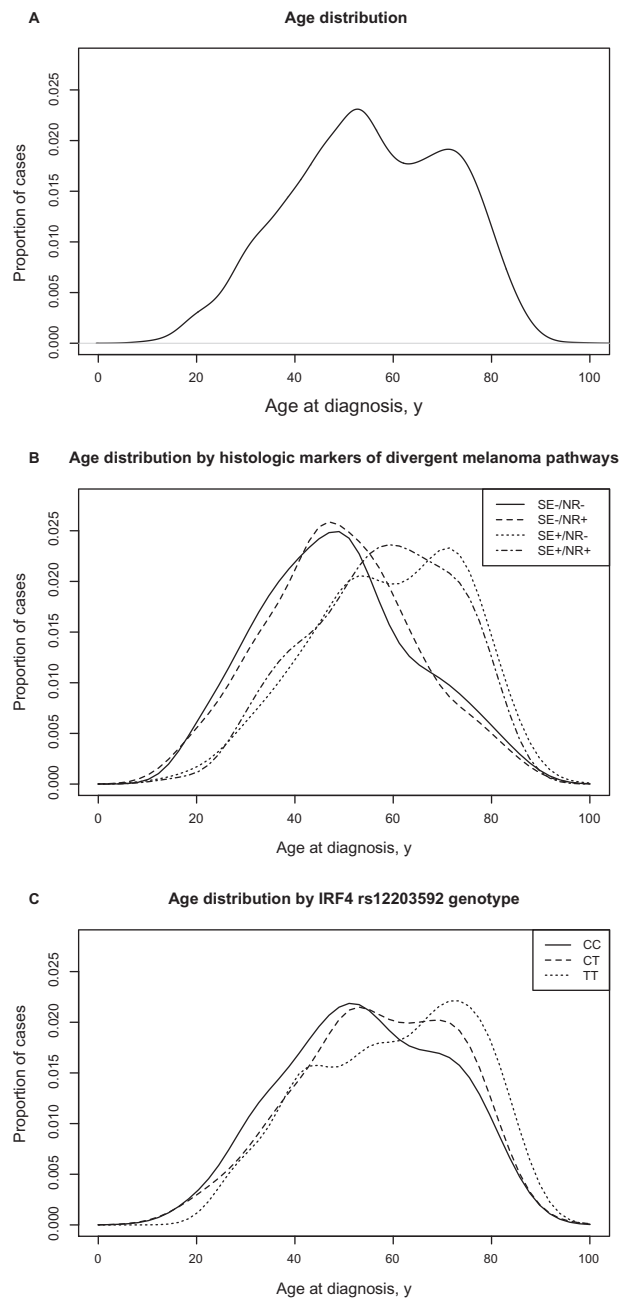 A
Age distribution
Proportion of cases
0.025
0.020
0.015
0.010
0.005
0.000
0 20 40 60 80 100
Age at diagnosis, y
B Age distribution by histologic markers of divergent melanoma pathways
SE-/NR-
SE-/NR+
SE+/NR-
SE+/NR+
Proportion of cases
0.025
0.020
0.015
0.010
0.005
0.000
0 20 40 60 80 100
Age at diagnosis, y
C Age distribution by IRF4 rs12203592 genotype
CC
CT
TT
Proportion of cases
0.025
0.020
0.015
0.010
0.005
0.000
0 20 40 60 80 100
Age at diagnosis, y